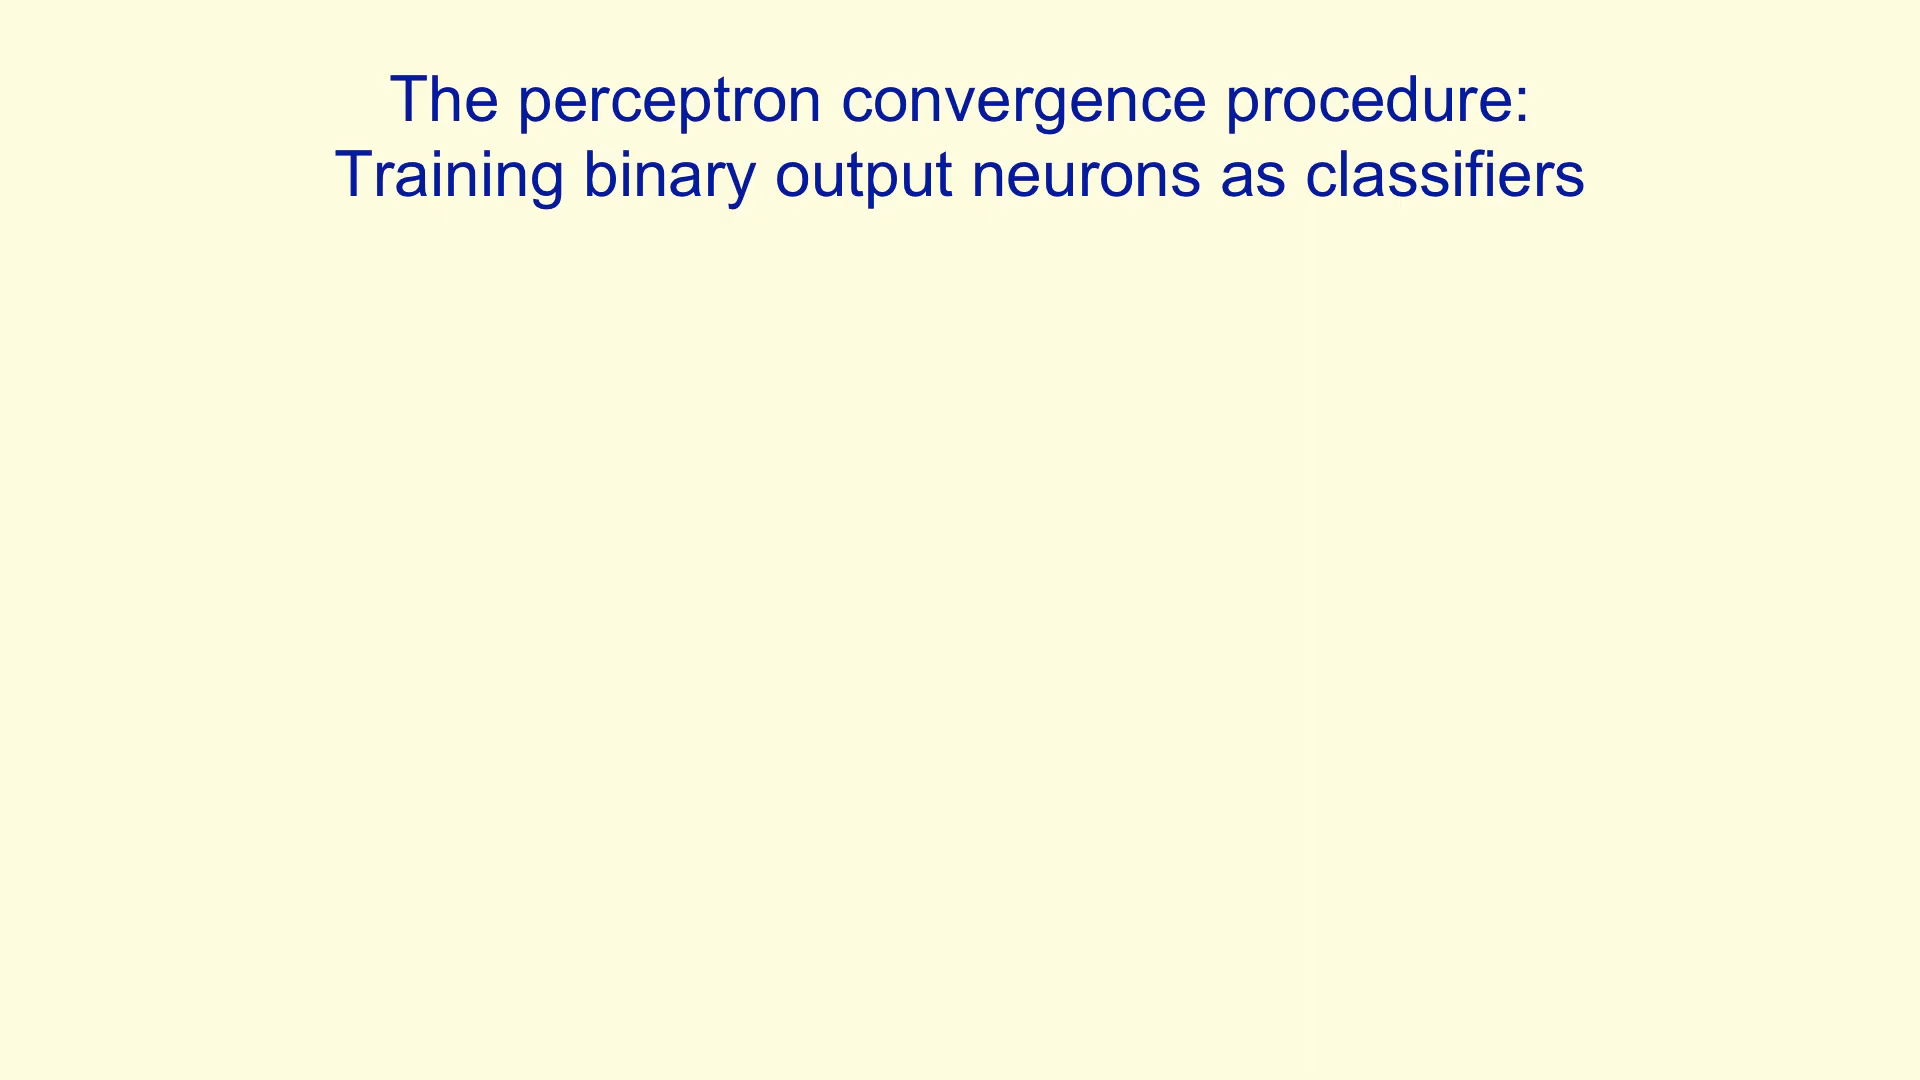 The perceptron convergence procedure:
Training binary output neurons as classifiers